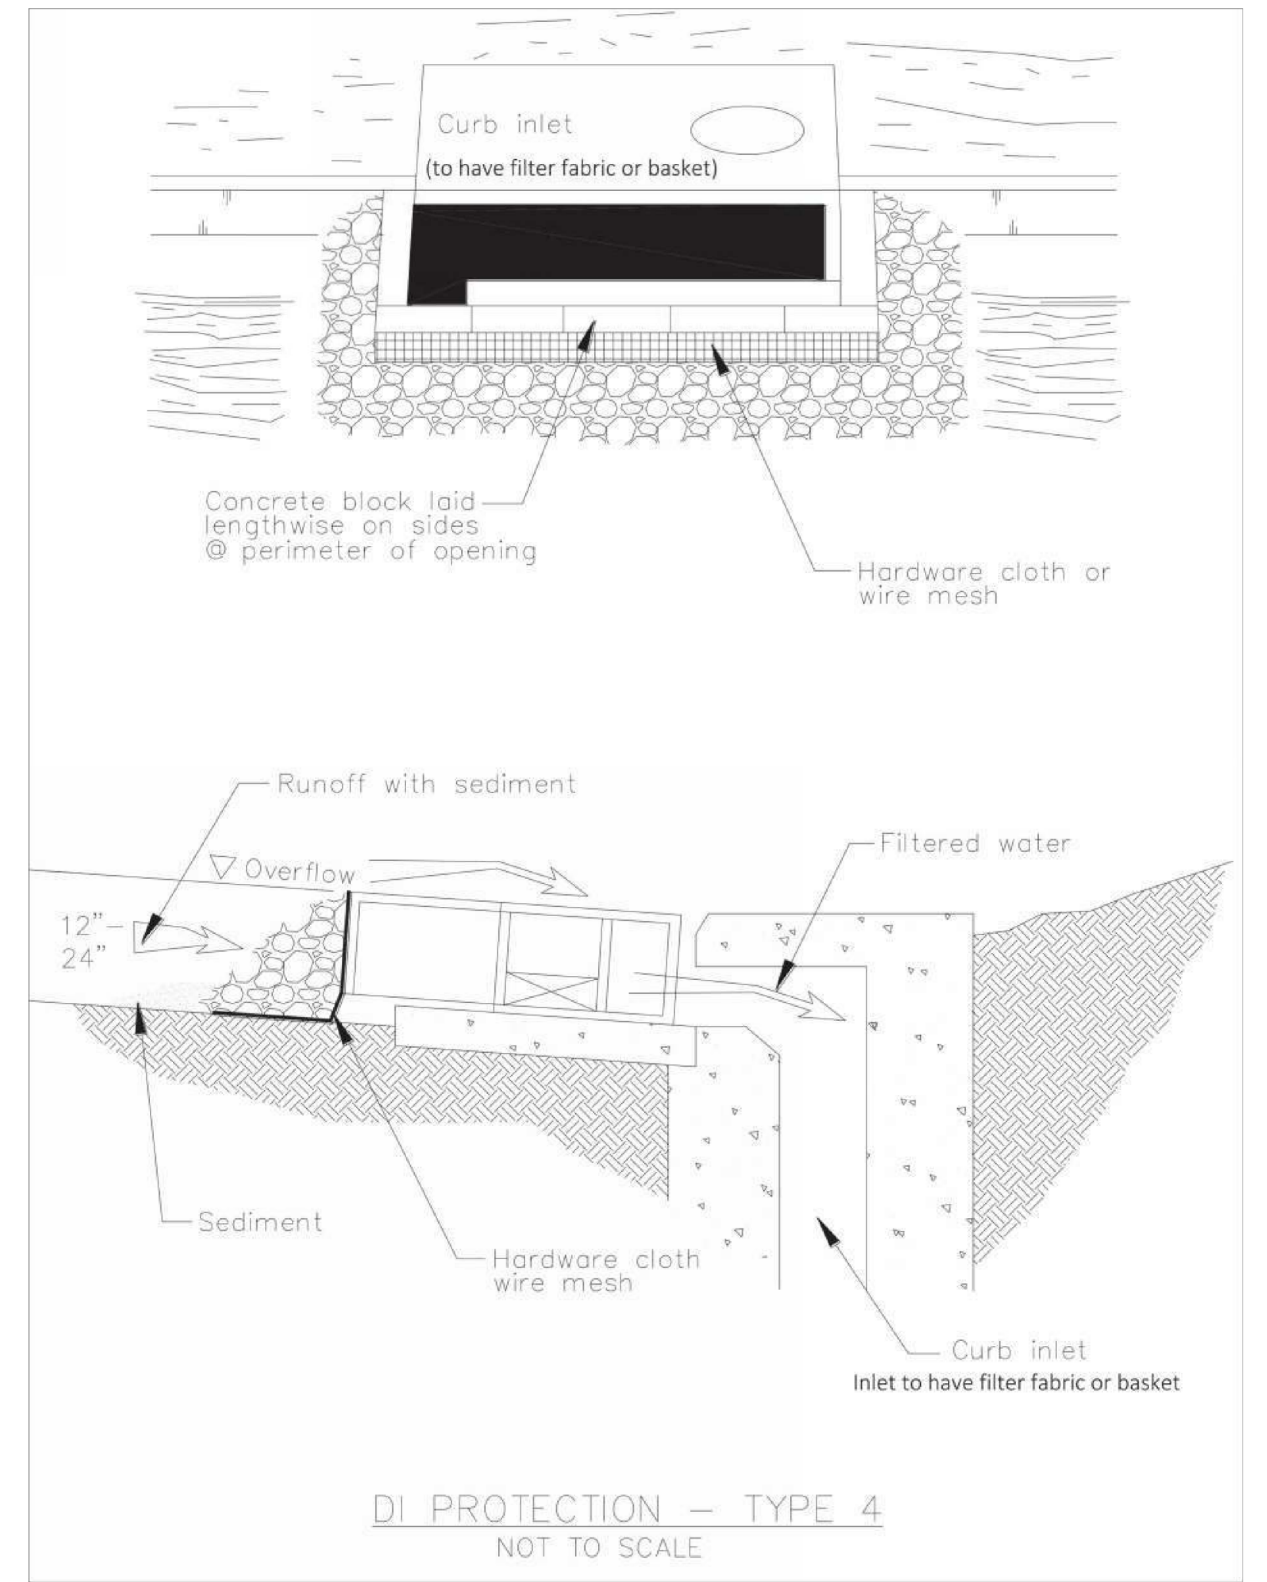 Curb inlet
(to have filter fabric or basket)
Concrete block laid
lengthwise on sides
@ perimeter of opening
Hardware cloth or
wire mesh
Runoff with sediment
Overflow
Filtered water
12"-
24"
Sediment
Hardware cloth
wire mesh
Curb inlet
Inlet to have filter fabric or basket
DI PROTECTION – TYPE 4
NOT TO SCALE